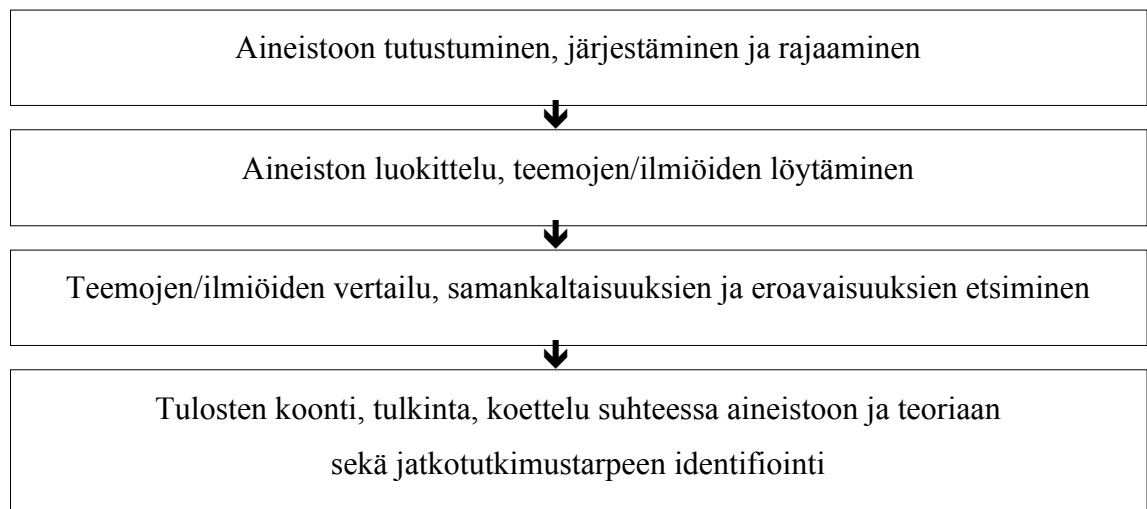 Aineistoon tutustuminen, järjestäminen ja rajaaminen
Aineiston luokittelu, teemojen/ilmiöiden löytäminen
Teemojen/ilmiöiden vertailu, samankaltaisuuksien ja eroavaisuuksien etsiminen
Tulosten koonti, tulkinta, koettelu suhteessa aineistoon ja teoriaan
sekä jatkotutkimustarpeen identifiointi